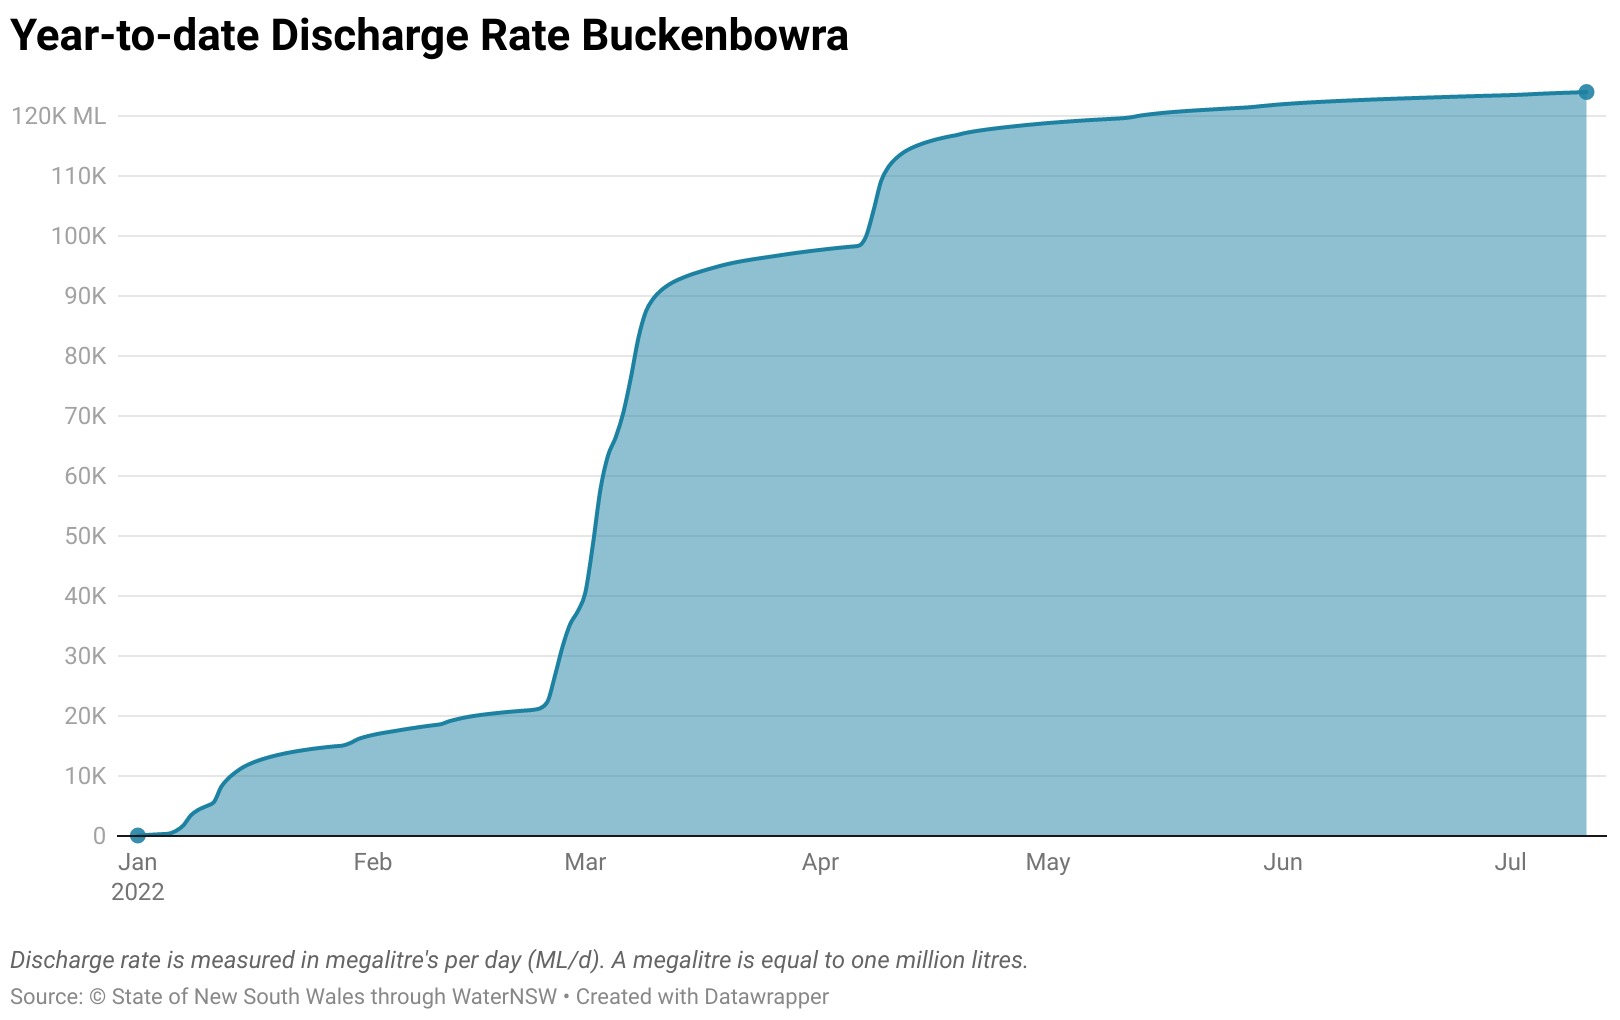 Year-to-date Discharge Rate Buckenbowra
120K ML
110K
100K
90K
80K
70K
60K
50K
40K
30K
20K
10K
0
Jan Feb Mar Apr May Jun Jul
2022
Discharge rate is measured in megalitre's per day (ML/d). A megalitre is equal to one million litres.
Source: © State of New South Wales through WaterNSW • Created with Datawrapper